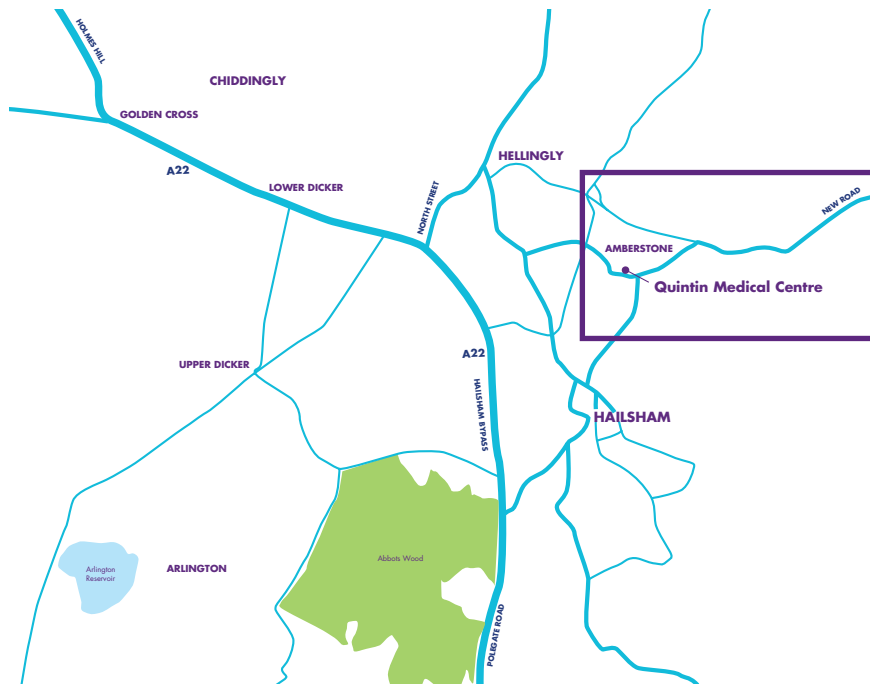 HOLMES HILL
CHIDDINGLY
GOLDEN CROSS
A22
LOWER DICKER
NORTH STREET
HELLINGLY
NEW ROAD
AMBERSTONE
Quintin Medical Centre
A22
UPPER DICKER
HAILSHAM BYPASS
HAILSHAM
Abbots Wood
Arlington
Reservoir
ARLINGTON
POLEGATE ROAD